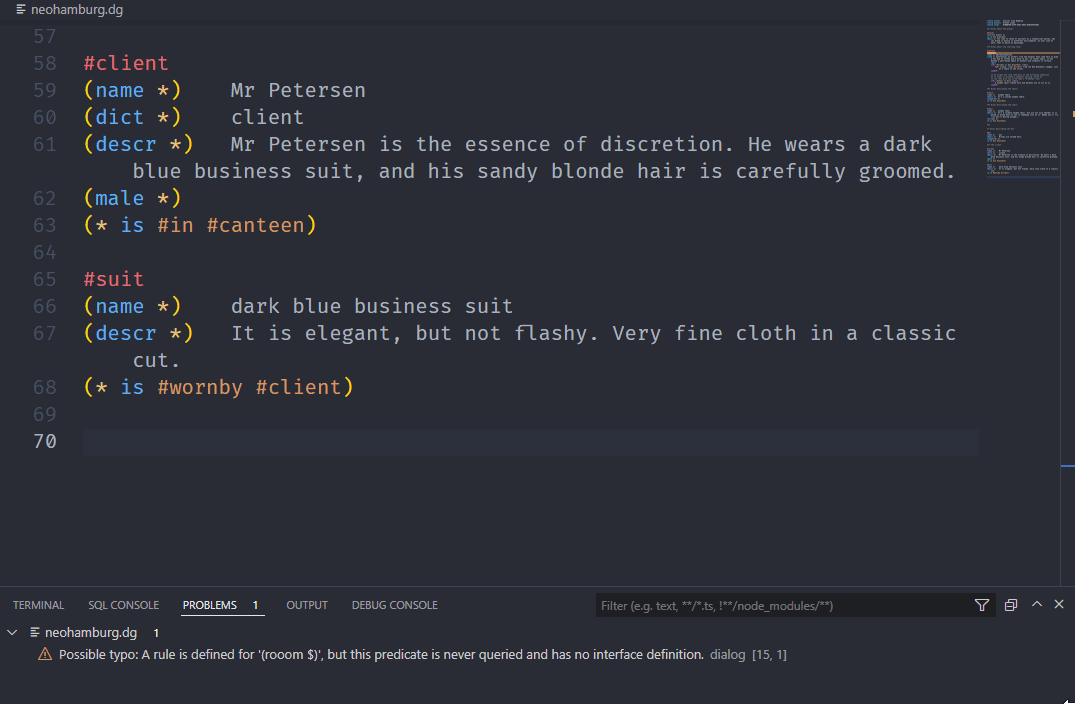 neohamburg.dg
57
58 #client
59 (name *)    Mr Petersen
60 (dict *)    client
61 (descr *)   Mr Petersen is the essence of discretion. He wears a dark
blue business suit, and his sandy blonde hair is carefully groomed.
62 (male *)
63 (* is #in #canteen)
64
65 #suit
66 (name *)    dark blue business suit
67 (descr *)   It is elegant, but not flashy. Very fine cloth in a classic
cut.
68 (* is #wornby #client)
69
70
TERMINAL SQL CONSOLE PROBLEMS 1 OUTPUT DEBUG CONSOLE Filter (e.g. text, **/*.ts, !**/node_modules/**)
neohamburg.dg 1
Possible typo: A rule is defined for '(rooom $)', but this predicate is never queried and has no interface definition. dialog [15, 1]